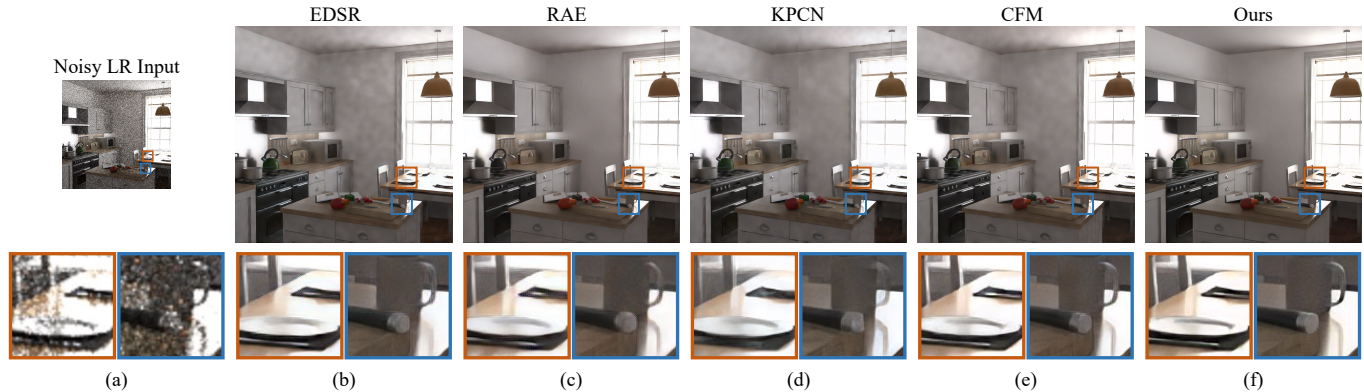 EDSR
RAE
KPCN
CFM
Ours
Noisy LR Input
(a)
(b)
(c)
(d)
(e)
(f)